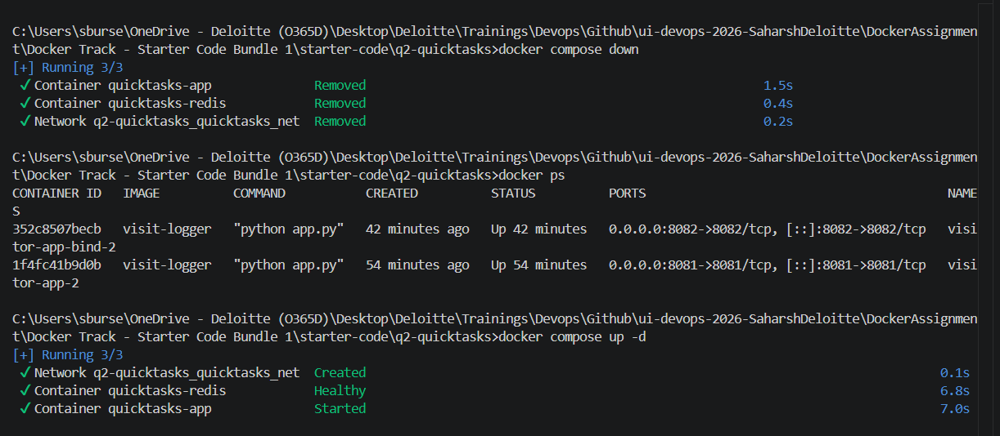 C:\Users\sburse\OneDrive - Deloitte (O365D)\Desktop\Deloitte\Trainings\Devops\Github\ui-devops-2026-SaharshDeloitte\DockerAssignmen
t\Docker Track - Starter Code Bundle 1\starter-code\q2-quicktasks>docker compose down
[+] Running 3/3
✔ Container quicktasks-app Removed 1.5s
✔ Container quicktasks-redis Removed 0.4s
✔ Network q2-quicktasks_quicktasks_net Removed 0.2s
C:\Users\sburse\OneDrive - Deloitte (O365D)\Desktop\Deloitte\Trainings\Devops\Github\ui-devops-2026-SaharshDeloitte\DockerAssignmen
t\Docker Track - Starter Code Bundle 1\starter-code\q2-quicktasks>docker ps
CONTAINER ID IMAGE COMMAND CREATED STATUS PORTS NAME
S
352c8507becb visit-logger "python app.py" 42 minutes ago Up 42 minutes 0.0.0.0:8082->8082/tcp, [::]:8082->8082/tcp visi
tor-app-bind-2
1f4fc41b9d0b visit-logger "python app.py" 54 minutes ago Up 54 minutes 0.0.0.0:8081->8081/tcp, [::]:8081->8081/tcp visi
tor-app-2
C:\Users\sburse\OneDrive - Deloitte (O365D)\Desktop\Deloitte\Trainings\Devops\Github\ui-devops-2026-SaharshDeloitte\DockerAssignmen
t\Docker Track - Starter Code Bundle 1\starter-code\q2-quicktasks>docker compose up -d
[+] Running 3/3
✔ Network q2-quicktasks_quicktasks_net Created 0.1s
✔ Container quicktasks-redis Healthy 6.8s
✔ Container quicktasks-app Started 7.0s